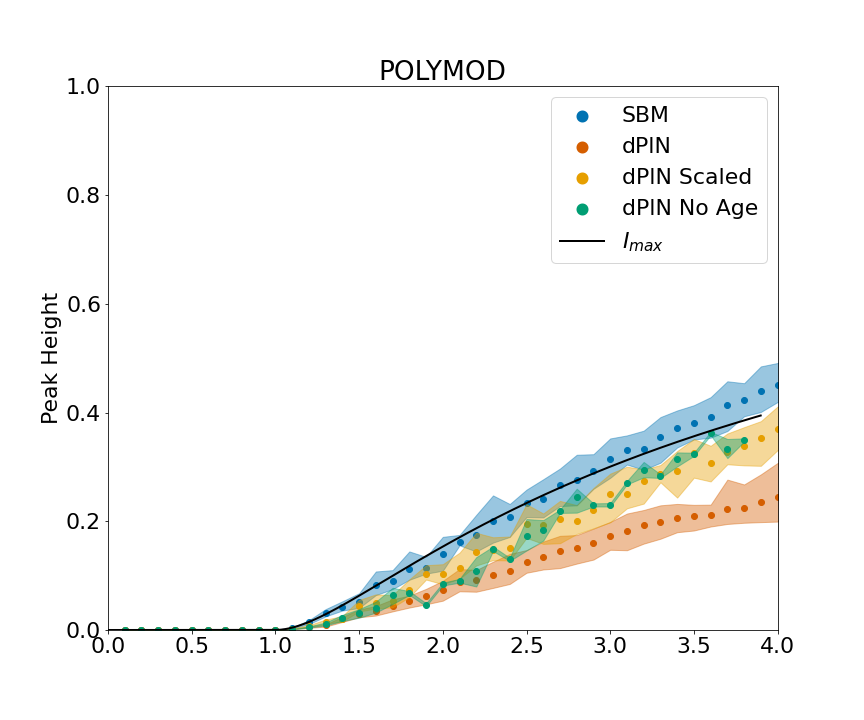 POLYMOD
1.0
0.8
0.6
0.4
0.2
0.0
Peak Height
SBM
dPIN
dPIN Scaled
dPIN No Age
I_{max}
0.0 0.5 1.0 1.5 2.0 2.5 3.0 3.5 4.0